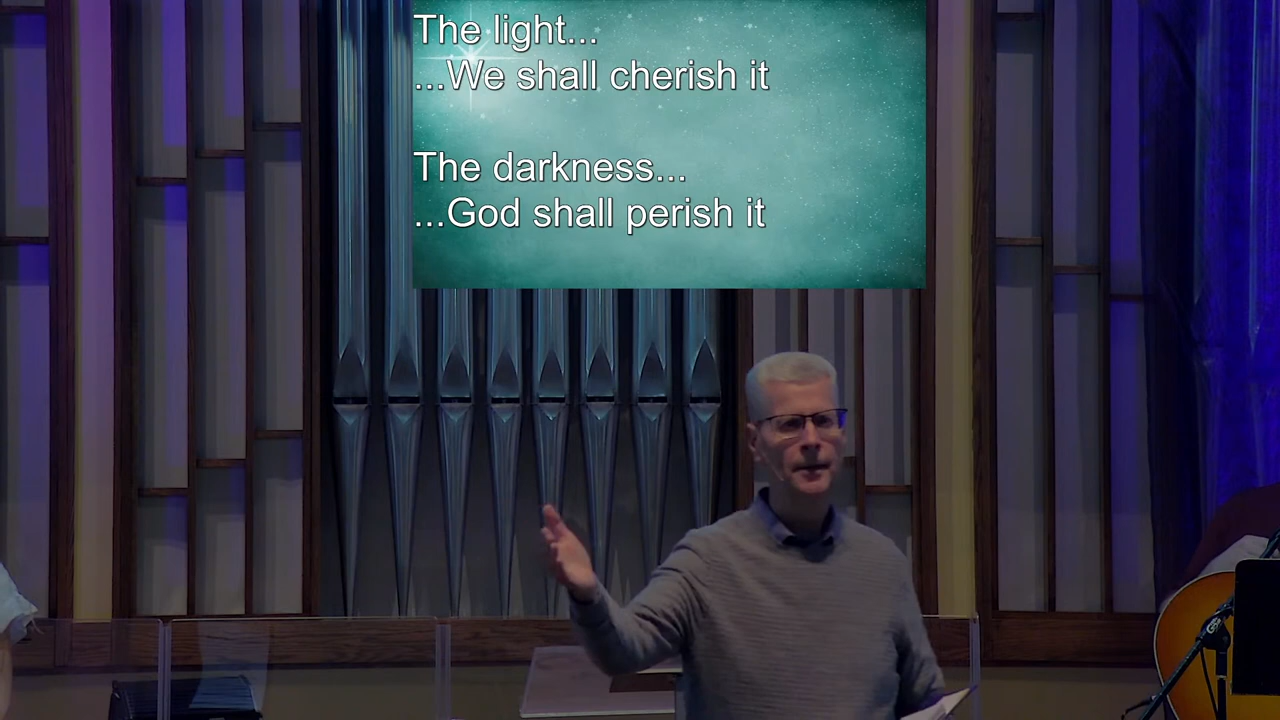 The light...
...We shall cherish it
The darkness...
...God shall perish it